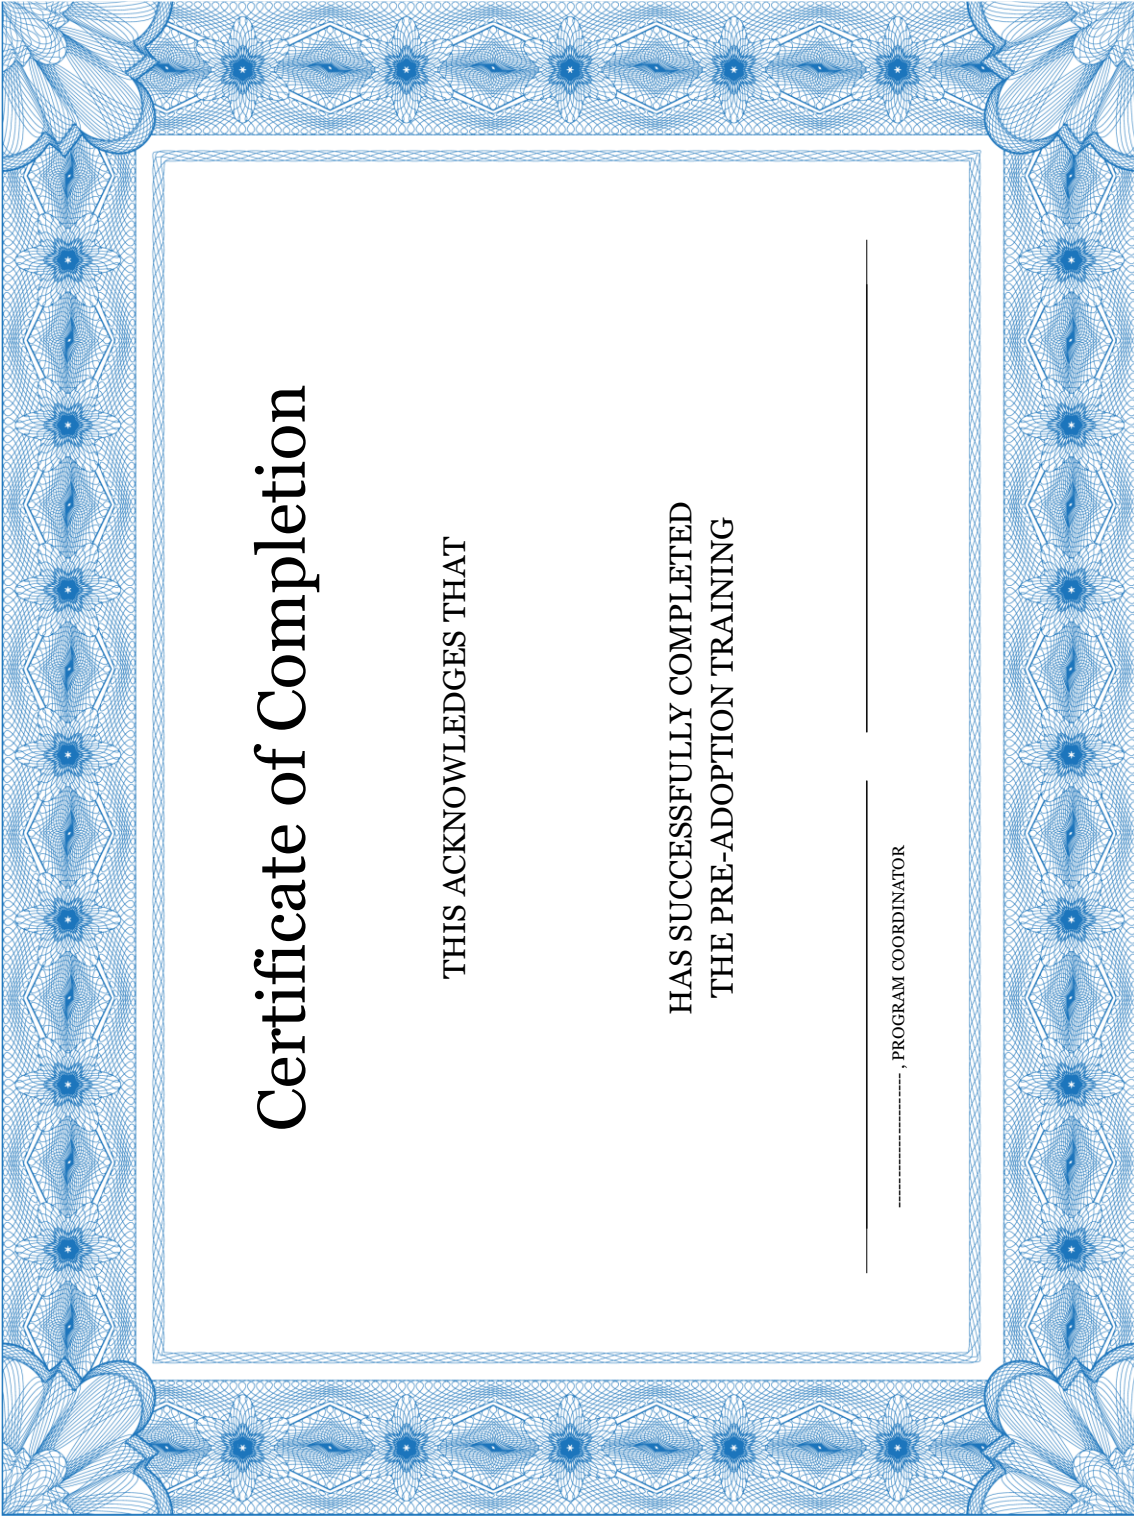 Certificate of Completion
THIS ACKNOWLEDGES THAT
HAS SUCCESSFULLY COMPLETED
THE PRE-ADOPTION TRAINING
--------------------, PROGRAM COORDINATOR